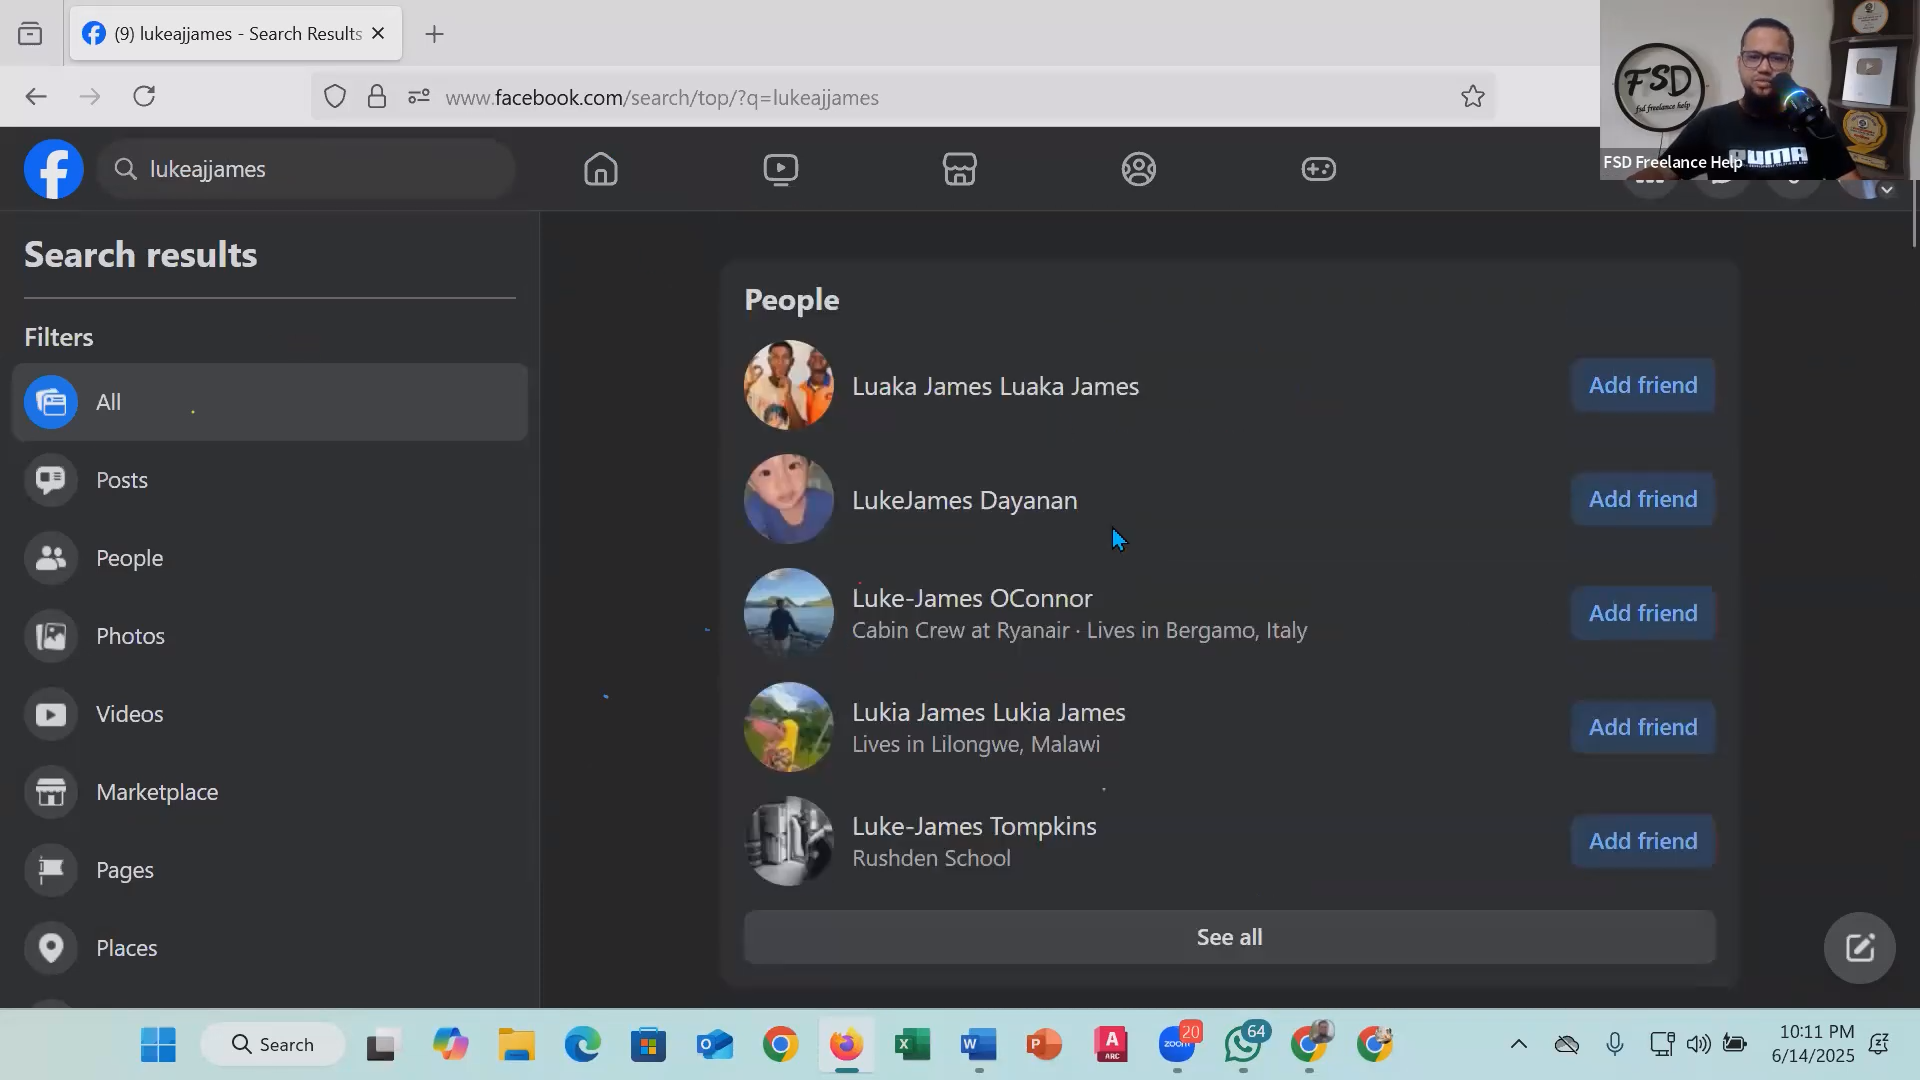 (9) lukeajjames - Search Results
www.facebook.com/search/top/?q=lukeajjames
FSD
fsd freelance help
PUMA
FSD Freelance Help
lukeajjames
Search results
Filters
All
Posts
People
Photos
Videos
Marketplace
Pages
Places
People
Luaka James Luaka James
Add friend
LukeJames Dayanan
Add friend
Luke-James OConnor
Cabin Crew at Ryanair · Lives in Bergamo, Italy
Add friend
Lukia James Lukia James
Lives in Lilongwe, Malawi
Add friend
Luke-James Tompkins
Rushden School
Add friend
See all
Search
ARC
zoom
20
64
10:11 PM
6/14/2025